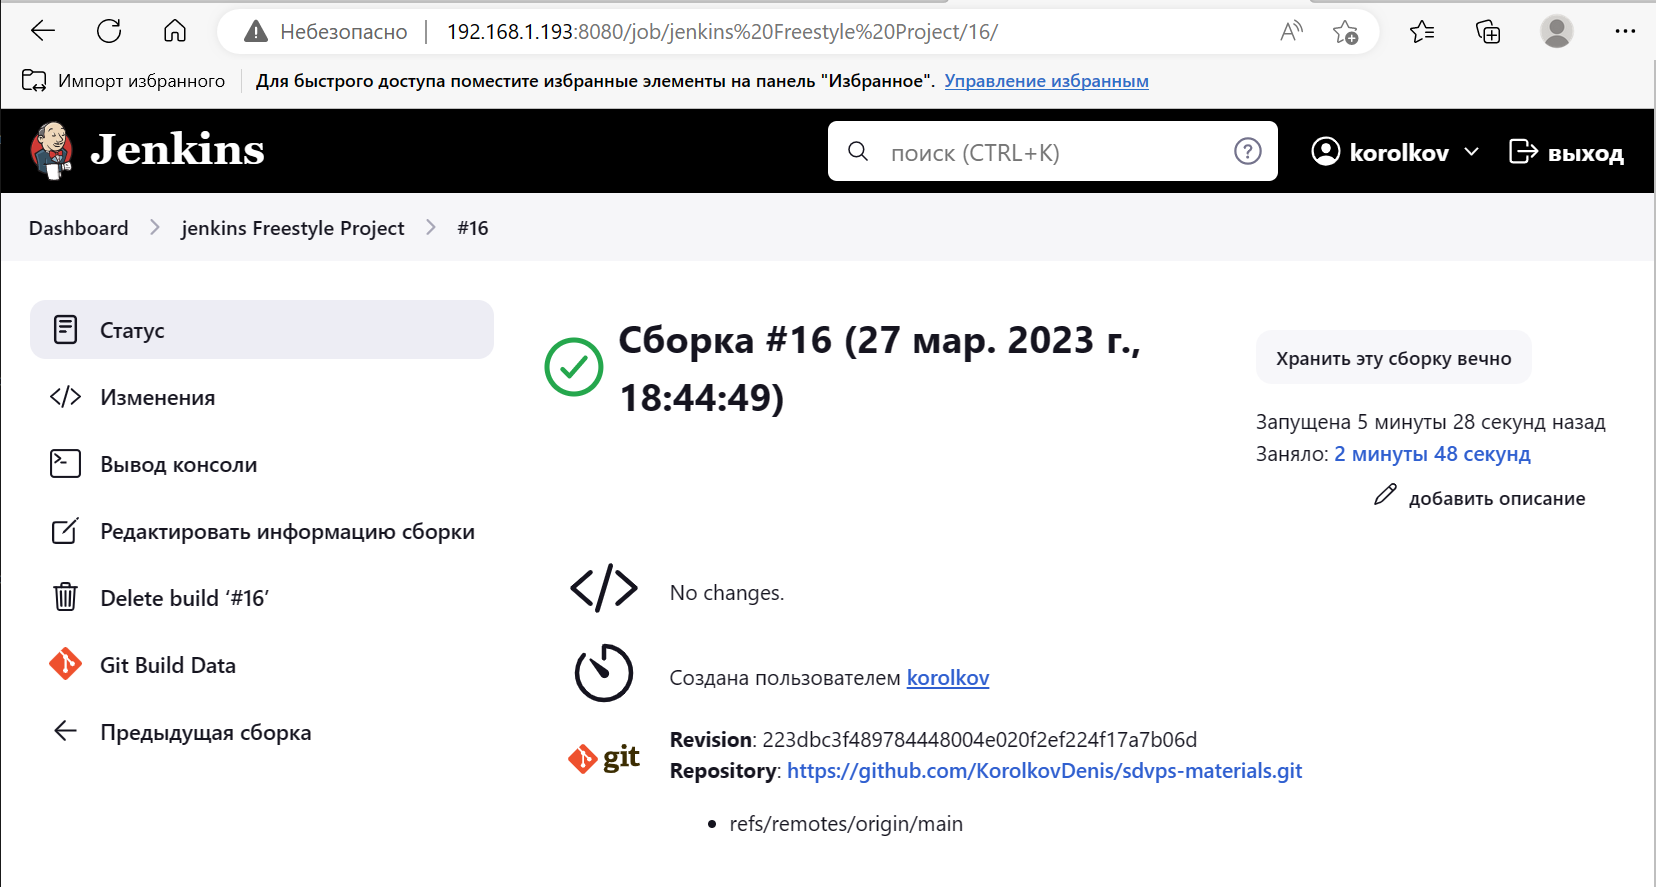 Небезопасно
192.168.1.193:8080/job/jenkins%20Freestyle%20Project/16/
Импорт избранного
Для быстрого доступа поместите избранные элементы на панель "Избранное". Управление избранным
Jenkins
поиск (CTRL+K)
korolkov
выход
Dashboard
jenkins Freestyle Project
#16
Статус
Изменения
Вывод консоли
Редактировать информацию сборки
Delete build ‘#16’
Git Build Data
Предыдущая сборка
Сборка #16 (27 мар. 2023 г.,
18:44:49)
Хранить эту сборку вечно
Запущена 5 минуты 28 секунд назад
Заняло: 2 минуты 48 секунд
добавить описание
No changes.
Создана пользователем korolkov
git
Revision: 223dbc3f489784448004e020f2ef224f17a7b06d
Repository: https://github.com/KorolkovDenis/sdvps-materials.git
• refs/remotes/origin/main